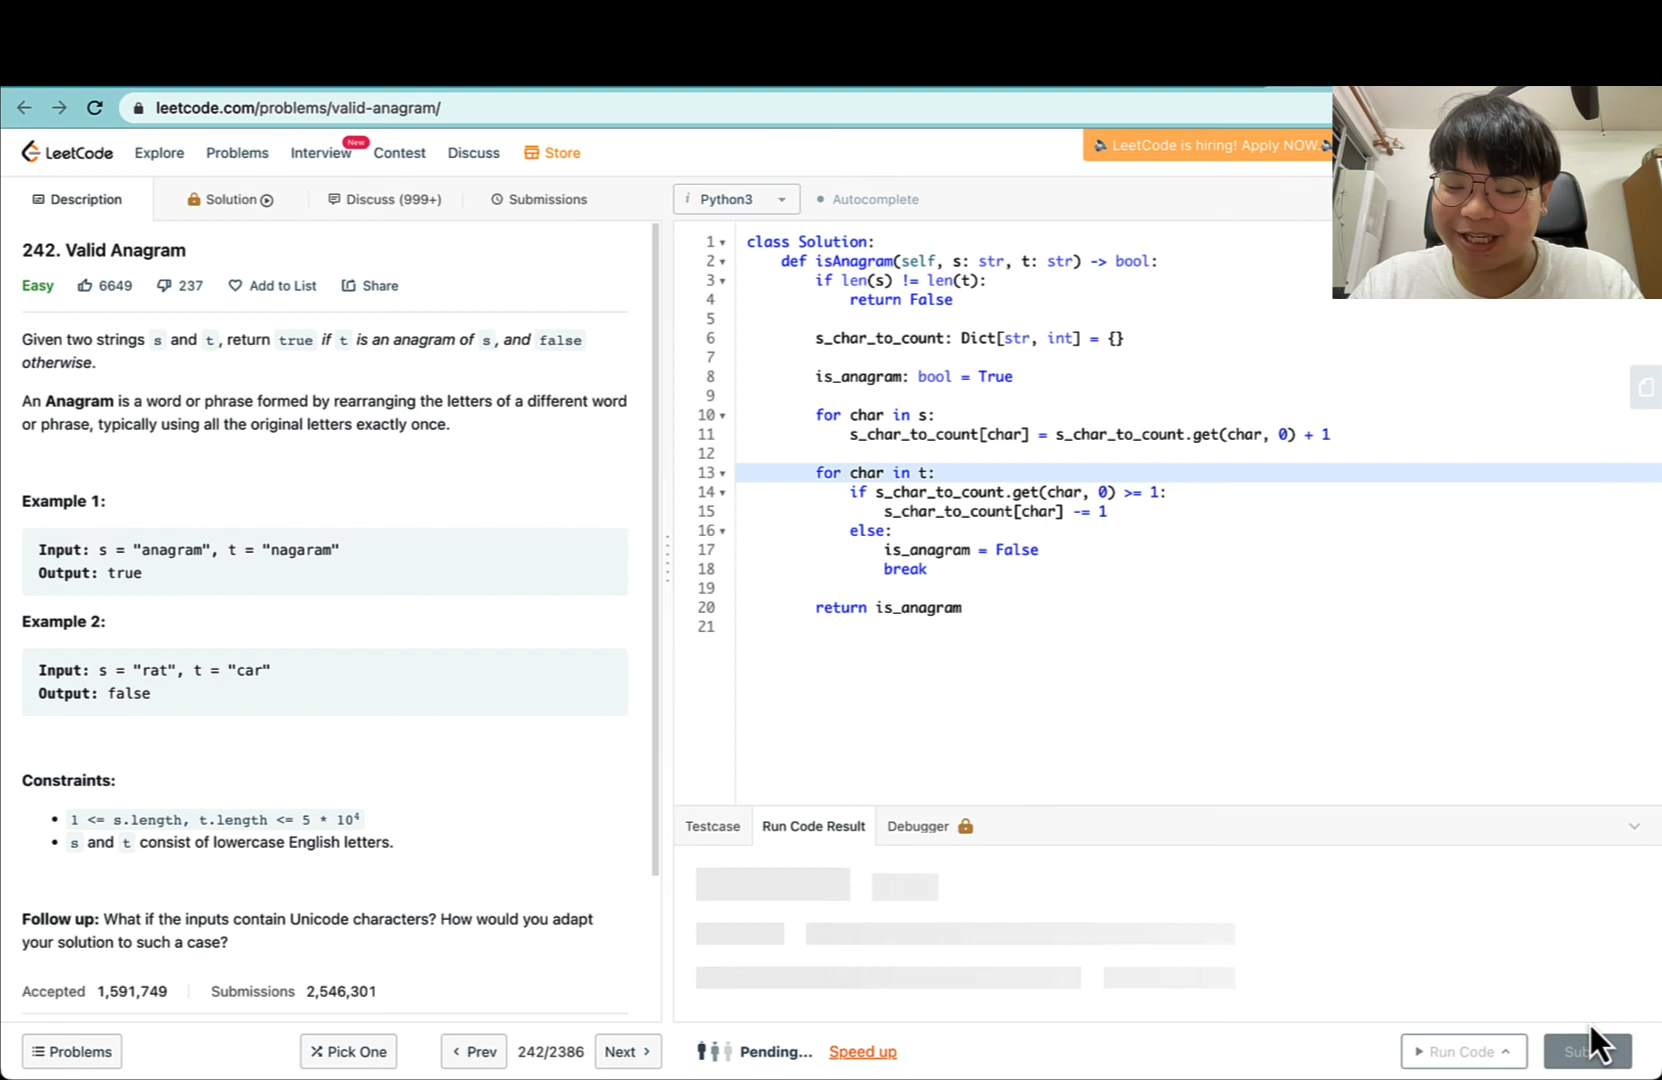 leetcode.com/problems/valid-anagram/
LeetCode Explore Problems Interview New Contest Discuss Store
LeetCode is hiring! Apply NOW.
Description Solution Discuss (999+) Submissions
i Python3 Autocomplete
242. Valid Anagram
Easy 6649 237 Add to List Share
Given two strings s and t, return true if t is an anagram of s, and false
otherwise.
An Anagram is a word or phrase formed by rearranging the letters of a different word
or phrase, typically using all the original letters exactly once.
Example 1:
Input: s = "anagram", t = "nagaram"
Output: true
Example 2:
Input: s = "rat", t = "car"
Output: false
Constraints:
• 1 <= s.length, t.length <= 5 * 10⁴
• s and t consist of lowercase English letters.
Follow up: What if the inputs contain Unicode characters? How would you adapt
your solution to such a case?
Accepted 1,591,749 Submissions 2,546,301
Problems Pick One Prev 242/2386 Next
1 class Solution:
2 def isAnagram(self, s: str, t: str) -> bool:
3 if len(s) != len(t):
4 return False
5
6 s_char_to_count: Dict[str, int] = {}
7
8 is_anagram: bool = True
9
10 for char in s:
11 s_char_to_count[char] = s_char_to_count.get(char, 0) + 1
12
13 for char in t:
14 if s_char_to_count.get(char, 0) >= 1:
15 s_char_to_count[char] -= 1
16 else:
17 is_anagram = False
18 break
19
20 return is_anagram
21
Testcase Run Code Result Debugger
Pending... Speed up Run Code